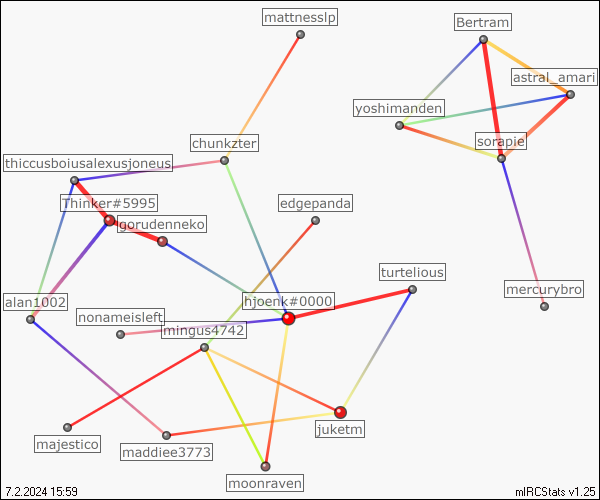 mattnesslp
Bertram
astral_amari
yoshimanden
chunkzter
sorapie
thiccusboiusalexusjoneus
Thinker#5995
edgepanda
gorudenneko
turtelious
mercurybro
alan1002
hjoenk#0000
nonameisleft
mingus4742
juketm
majestico
maddiee3773
moonraven
7.2.2024 15:59
mIRCStats v1.25